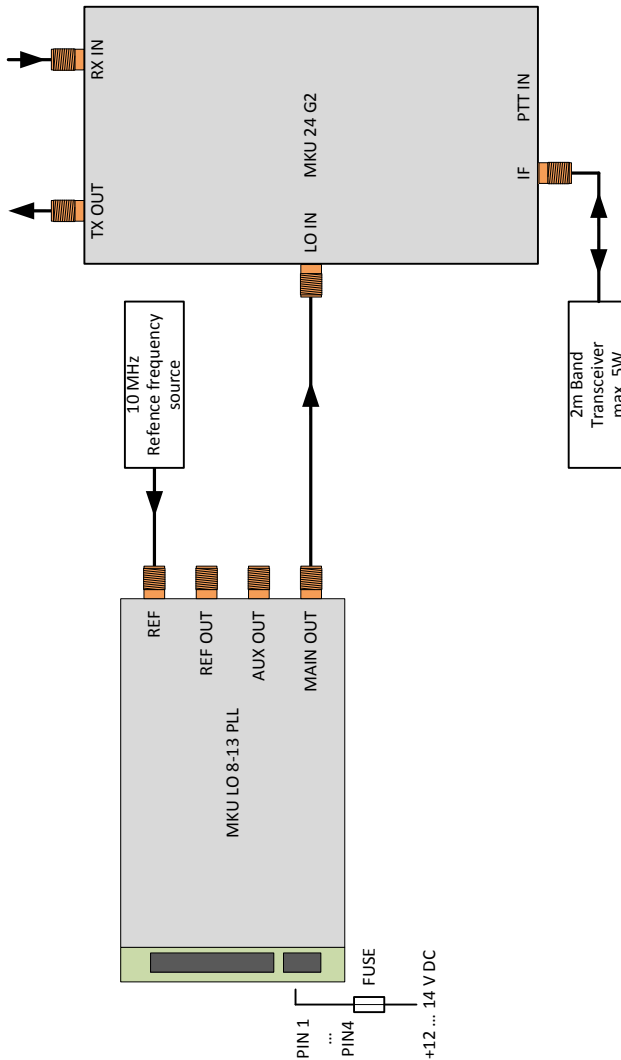 RX IN
TX OUT
MKU 24 G2
PTT IN
LO IN
IF
10 MHz
Refence frequency
source
2m Band
Transceiver
max. 5W
REF
REF OUT
AUX OUT
MAIN OUT
MKU LO 8-13 PLL
FUSE
PIN 1
...
PIN4
+12 ... 14 V DC